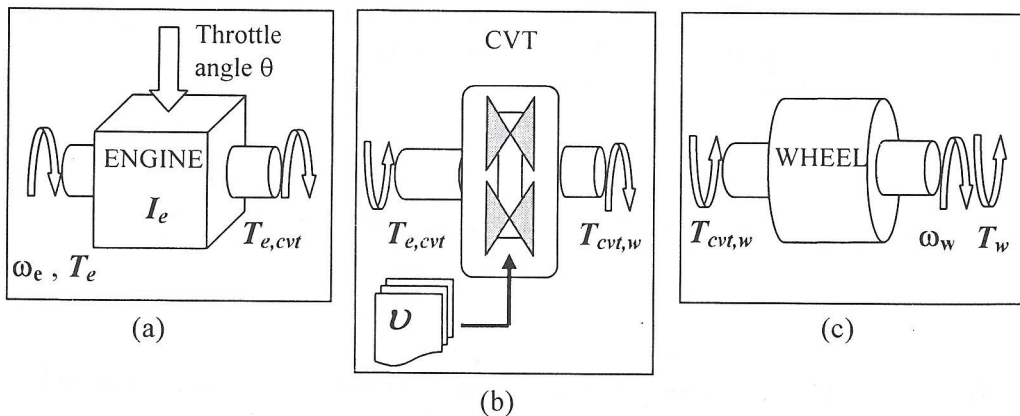 Throttle
angle θ
ENGINE
I_e
T_e,cvt
ω_e , T_e
(a)
CVT
T_e,cvt
T_cvt,w
υ
(b)
WHEEL
T_cvt,w
ω_w
T_w
(c)